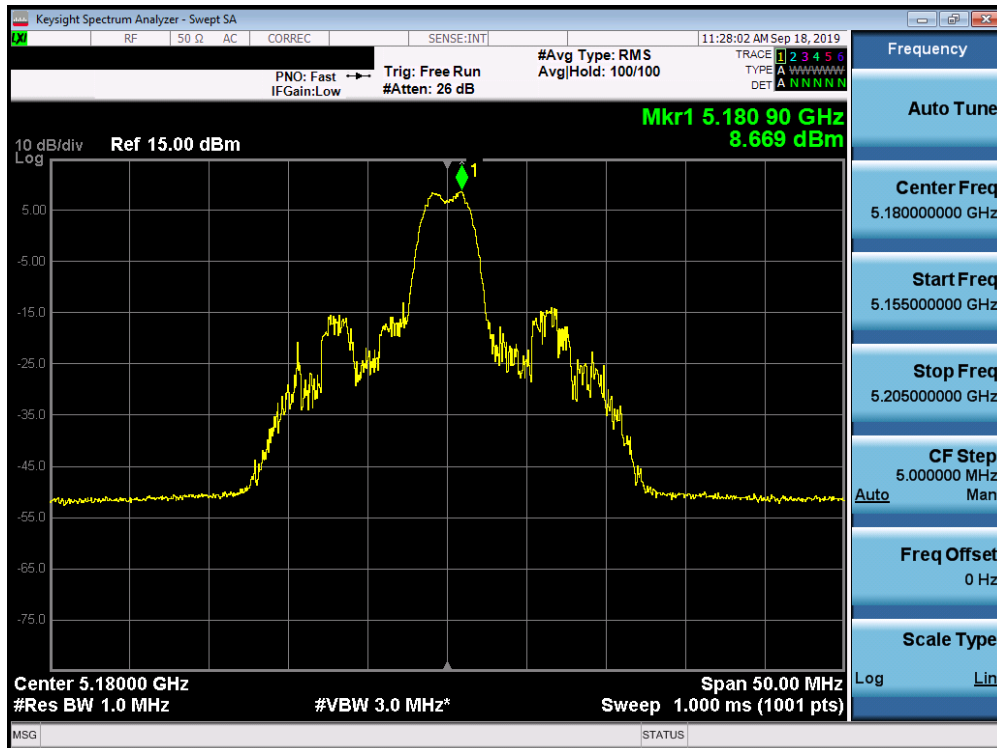 Keysight Spectrum Analyzer - Swept SA
LXI RF 50 Ω AC CORREC SENSE:INT 11:28:02 AM Sep 18, 2019
PNO: Fast
IFGain:Low
Trig: Free Run
#Atten: 26 dB
#Avg Type: RMS
Avg|Hold: 100/100
TRACE 1 2 3 4 5 6
TYPE A WWWWW
DET A N N N N N
Mkr1 5.180 90 GHz
8.669 dBm
10 dB/div
Log
Ref 15.00 dBm
1
5.00
-5.00
-15.0
-25.0
-35.0
-45.0
-55.0
-65.0
-75.0
Center 5.18000 GHz
Span 50.00 MHz
#Res BW 1.0 MHz
#VBW 3.0 MHz*
Sweep 1.000 ms (1001 pts)
MSG
STATUS
Frequency
Auto Tune
Center Freq
5.180000000 GHz
Start Freq
5.155000000 GHz
Stop Freq
5.205000000 GHz
CF Step
5.000000 MHz
Auto Man
Freq Offset
0 Hz
Scale Type
Log Lin